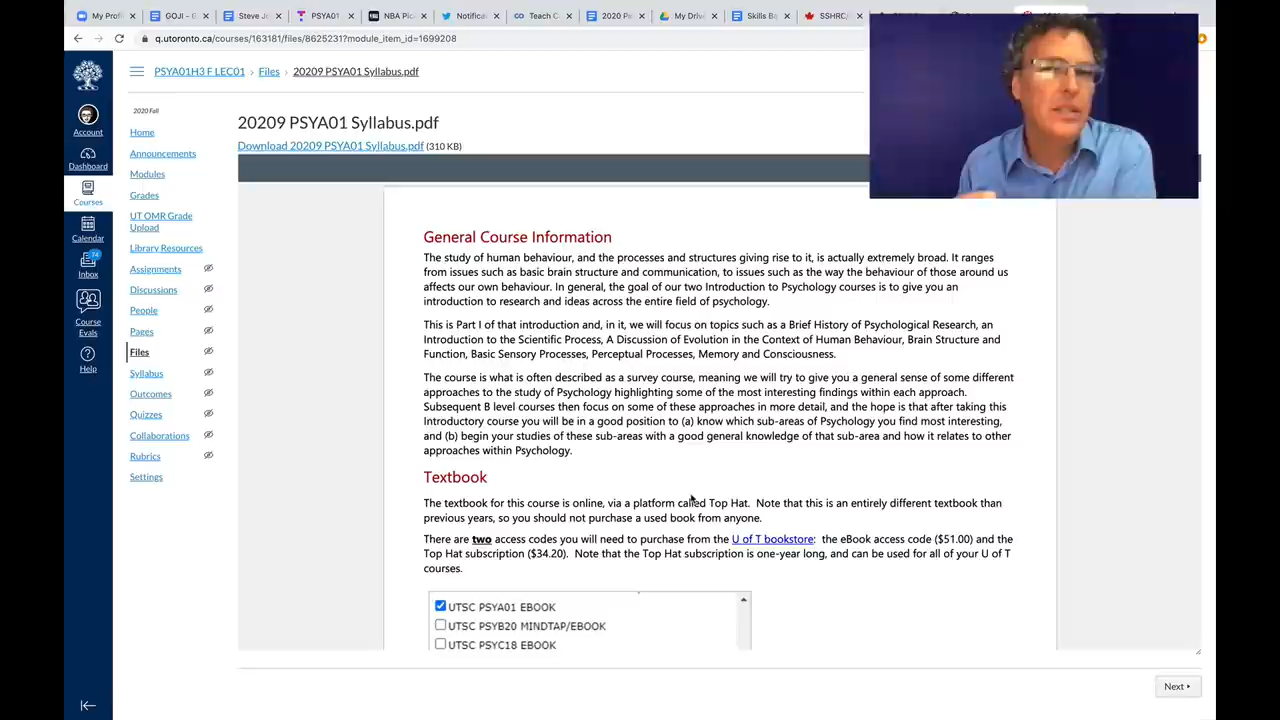 My Profi
GOJI - G
Steve J
PSYA01
NBA Pic
Notificat
Teach C
2020 P
My Driv
Skills B
SSHRC/
q.utoronto.ca/courses/163181/files/8625231?module_item_id=1699208
PSYA01H3 F LEC01 › Files › 20209 PSYA01 Syllabus.pdf
Account
Dashboard
Courses
Calendar
74
Inbox
Course
Evals
Help
2020 Fall
Home
Announcements
Modules
Grades
UT OMR Grade
Upload
Library Resources
Assignments
Discussions
People
Pages
Files
Syllabus
Outcomes
Quizzes
Collaborations
Rubrics
Settings
20209 PSYA01 Syllabus.pdf
Download 20209 PSYA01 Syllabus.pdf (310 KB)
General Course Information
The study of human behaviour, and the processes and structures giving rise to it, is actually extremely broad. It ranges
from issues such as basic brain structure and communication, to issues such as the way the behaviour of those around us
affects our own behaviour. In general, the goal of our two Introduction to Psychology courses is to give you an
introduction to research and ideas across the entire field of psychology.
This is Part I of that introduction and, in it, we will focus on topics such as a Brief History of Psychological Research, an
Introduction to the Scientific Process, A Discussion of Evolution in the Context of Human Behaviour, Brain Structure and
Function, Basic Sensory Processes, Perceptual Processes, Memory and Consciousness.
The course is what is often described as a survey course, meaning we will try to give you a general sense of some different
approaches to the study of Psychology highlighting some of the most interesting findings within each approach.
Subsequent B level courses then focus on some of these approaches in more detail, and the hope is that after taking this
Introductory course you will be in a good position to (a) know which sub-areas of Psychology you find most interesting,
and (b) begin your studies of these sub-areas with a good general knowledge of that sub-area and how it relates to other
approaches within Psychology.
Textbook
The textbook for this course is online, via a platform called Top Hat. Note that this is an entirely different textbook than
previous years, so you should not purchase a used book from anyone.
There are two access codes you will need to purchase from the U of T bookstore: the eBook access code ($51.00) and the
Top Hat subscription ($34.20). Note that the Top Hat subscription is one-year long, and can be used for all of your U of T
courses.
UTSC PSYA01 EBOOK
UTSC PSYB20 MINDTAP/EBOOK
UTSC PSYC18 EBOOK
Next